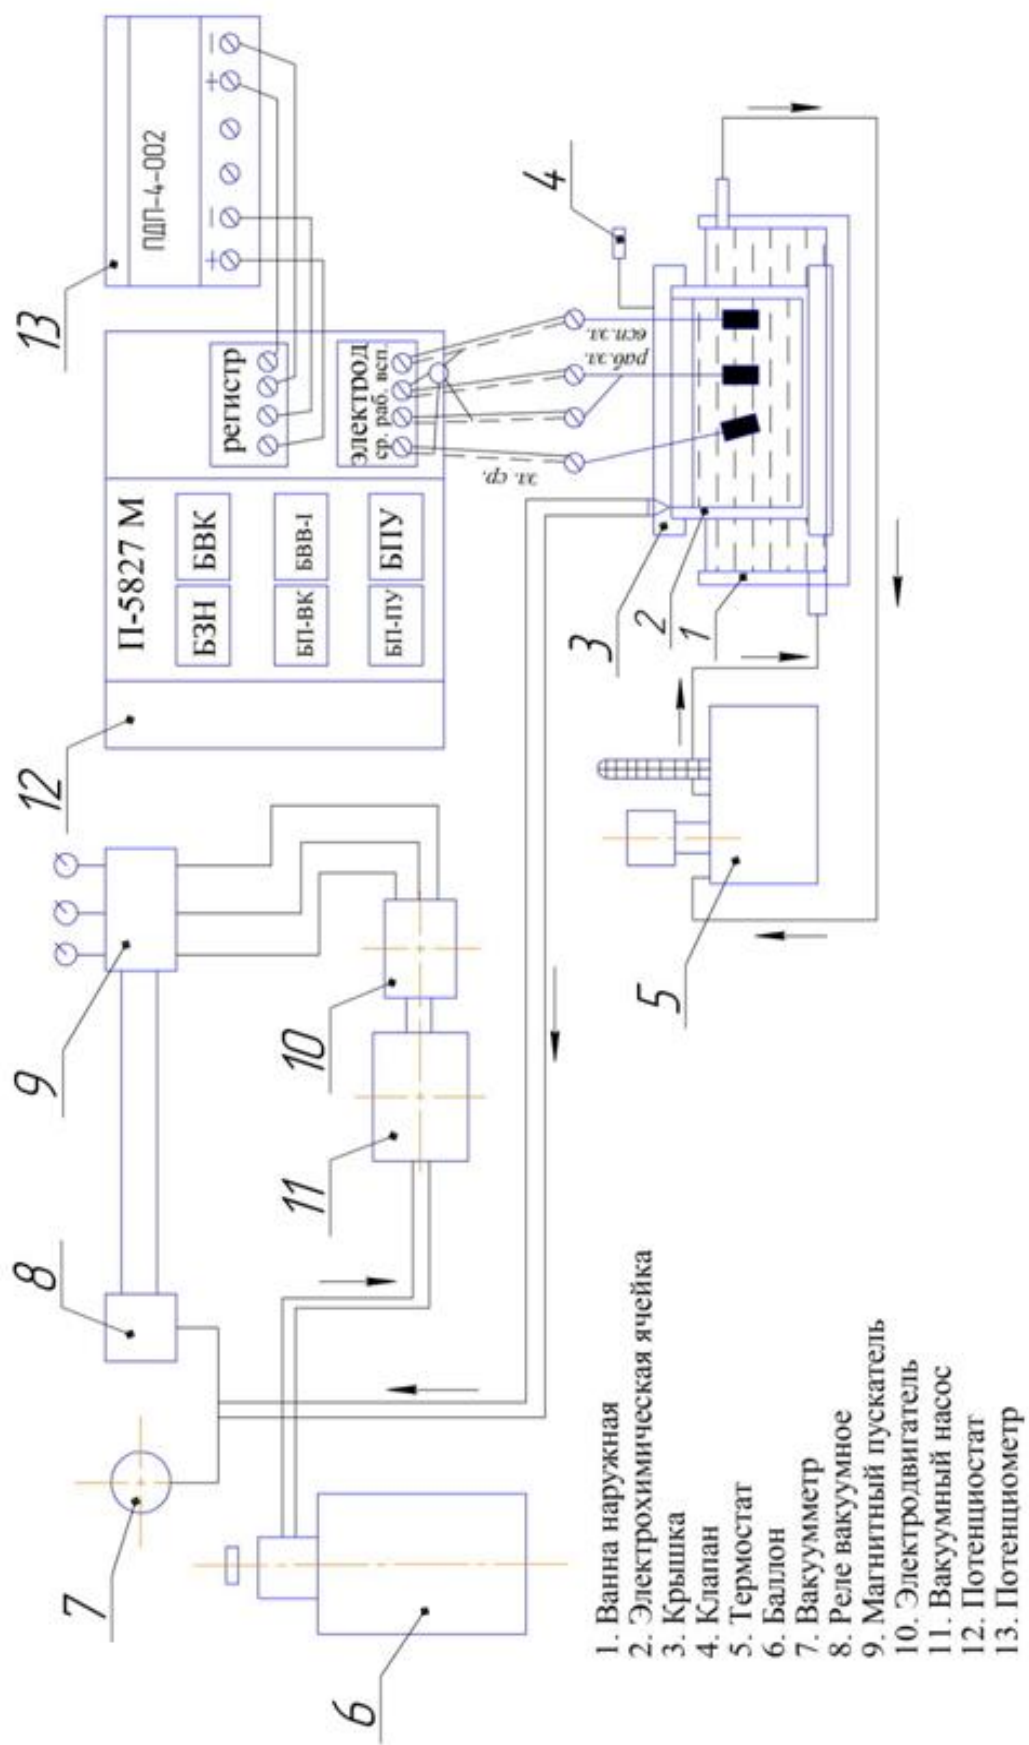 13
ПДП-4-002
+ — + —
12
П-5827 М
БЗН БВК
БП-ВК БВВ-I
БП-ПУ БПУ
регистр
электрод
ср. раб. всп.
эл. ср.
раб.эл.
4
3
2
1
5
9
10
11
8
7
6
1. Ванна наружная
2. Электрохимическая ячейка
3. Крышка
4. Клапан
5. Термостат
6. Баллон
7. Вакуумметр
8. Реле вакуумное
9. Магнитный пускатель
10. Электродвигатель
11. Вакуумный насос
12. Потенциостат
13. Потенциометр